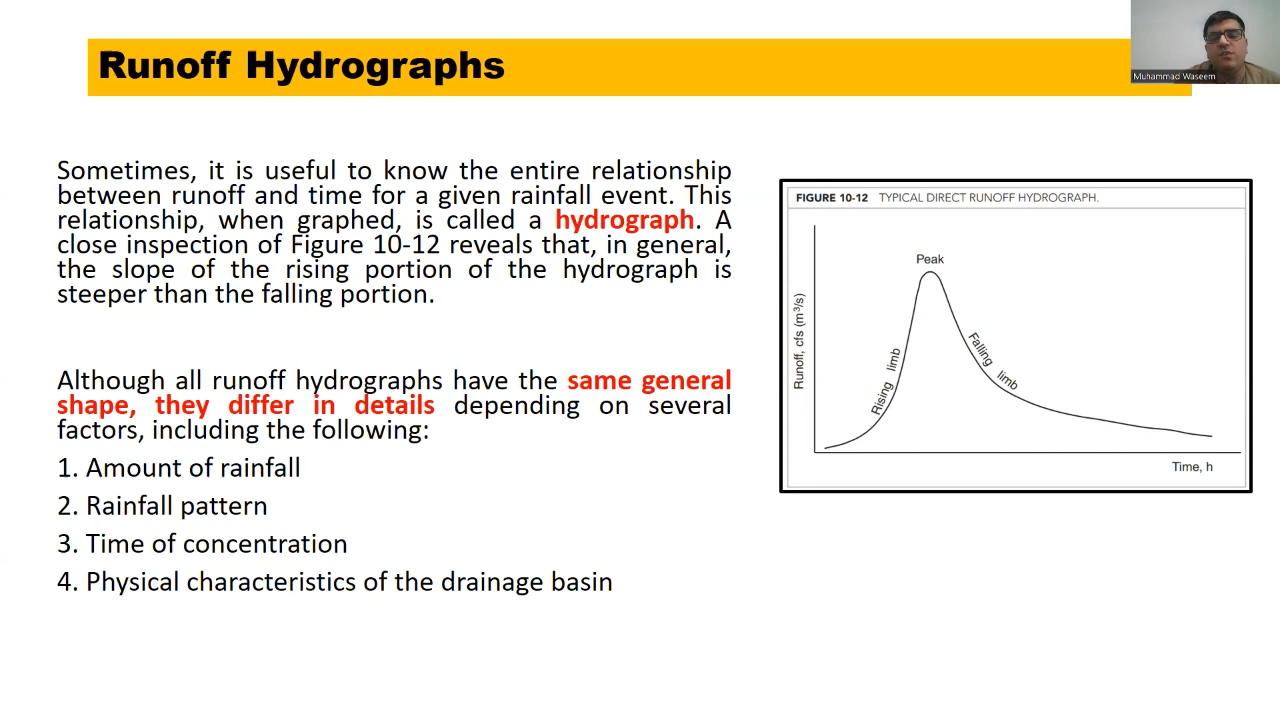 Runoff Hydrographs
Muhammad Waseem
Sometimes, it is useful to know the entire relationship
between runoff and time for a given rainfall event. This
relationship, when graphed, is called a hydrograph. A
close inspection of Figure 10-12 reveals that, in general,
the slope of the rising portion of the hydrograph is
steeper than the falling portion.
Although all runoff hydrographs have the same general
shape, they differ in details depending on several
factors, including the following:
1. Amount of rainfall
2. Rainfall pattern
3. Time of concentration
4. Physical characteristics of the drainage basin
FIGURE 10-12 TYPICAL DIRECT RUNOFF HYDROGRAPH.
Peak
Runoff, cfs (m³/s)
Rising limb
Falling limb
Time, h